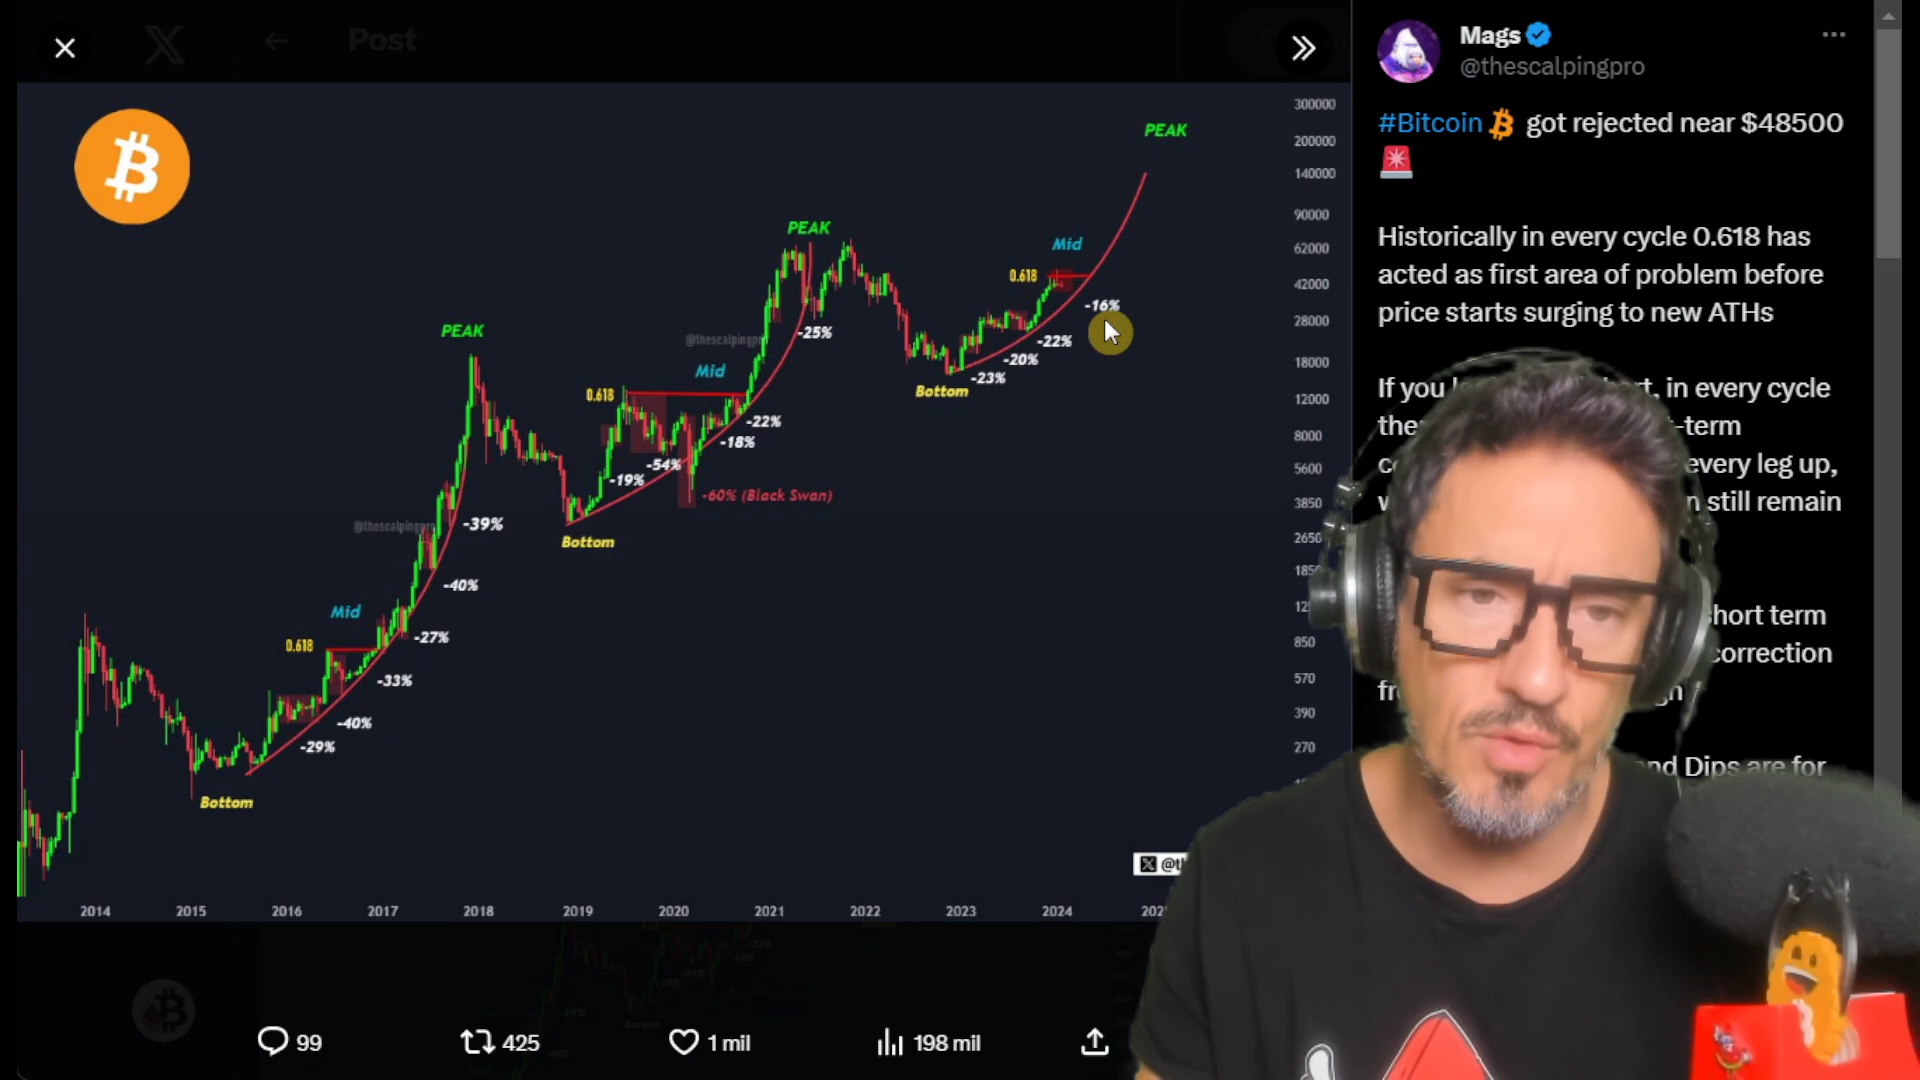 Post
Mags
@thescalpingpro
#Bitcoin got rejected near $48500
Historically in every cycle 0.618 has
acted as first area of problem before
price starts surging to new ATHs
If you in every cycle
every leg up,
still remain
short term
correction
Dips are for
PEAK
PEAK
PEAK
Mid
0.618
-16%
-22%
-20%
-23%
Bottom
-25%
@thescalpingpro
Mid
0.618
-22%
-18%
-54%
-19%
-60% (Black Swan)
Bottom
@thescalpingpro
-39%
-40%
Mid
0.618
-27%
-33%
-40%
-29%
Bottom
300000
200000
140000
90000
62000
42000
28000
18000
12000
8000
5600
3850
2650
850
570
390
270
2014 2015 2016 2017 2018 2019 2020 2021 2022 2023 2024
99 425 1 mil 198 mil